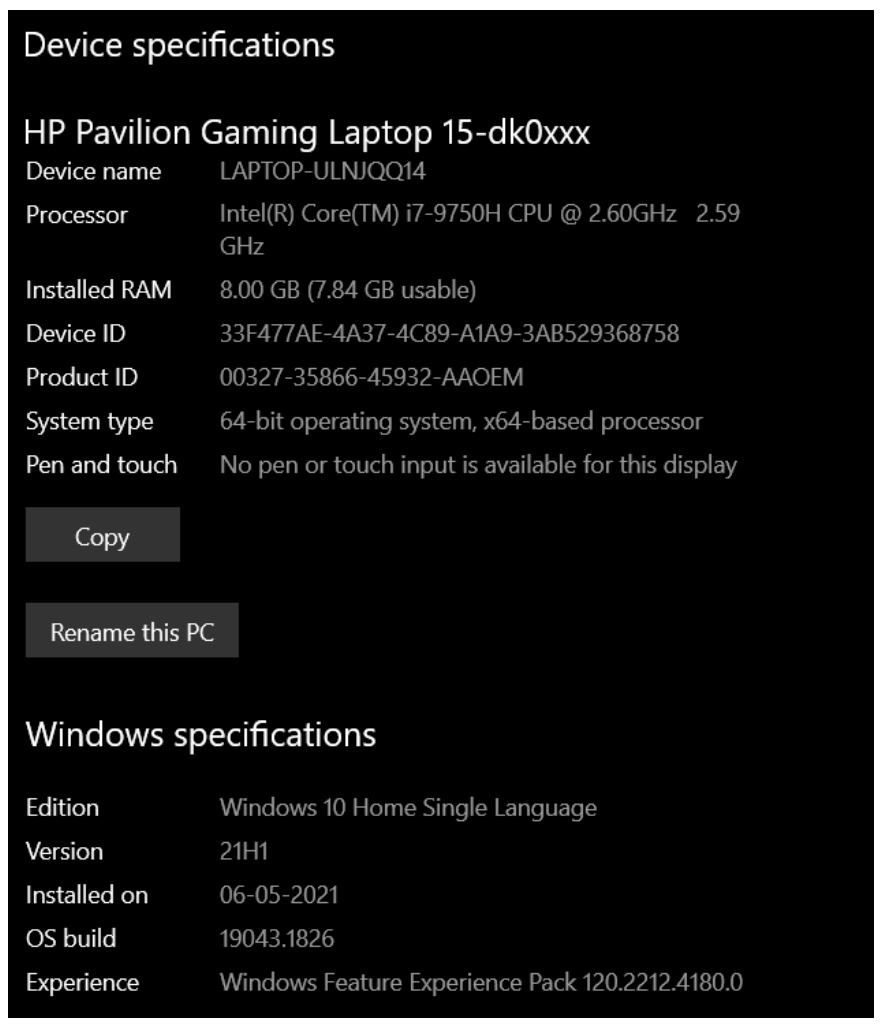 Device specifications
HP Pavilion Gaming Laptop 15-dk0xxx
Device name LAPTOP-ULNJQQ14
Processor Intel(R) Core(TM) i7-9750H CPU @ 2.60GHz 2.59
GHz
Installed RAM 8.00 GB (7.84 GB usable)
Device ID 33F477AE-4A37-4C89-A1A9-3AB529368758
Product ID 00327-35866-45932-AAOEM
System type 64-bit operating system, x64-based processor
Pen and touch No pen or touch input is available for this display
Copy
Rename this PC
Windows specifications
Edition Windows 10 Home Single Language
Version 21H1
Installed on 06-05-2021
OS build 19043.1826
Experience Windows Feature Experience Pack 120.2212.4180.0